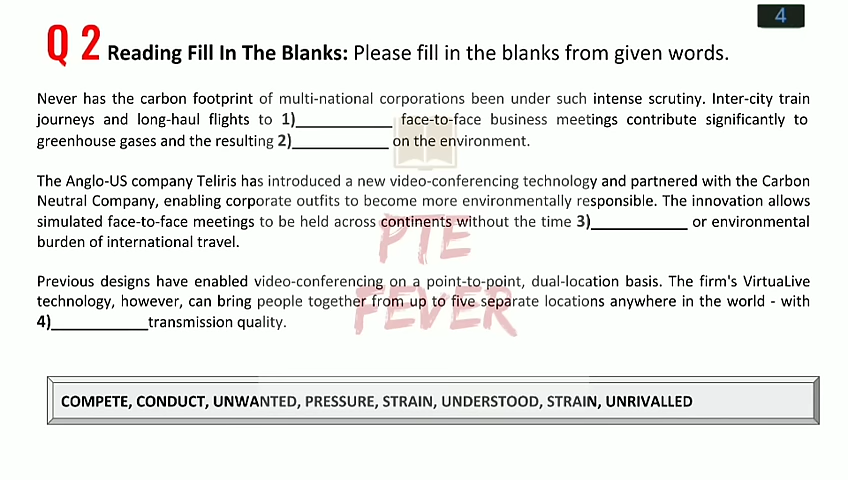 4
Q 2 Reading Fill In The Blanks: Please fill in the blanks from given words.
Never has the carbon footprint of multi-national corporations been under such intense scrutiny. Inter-city train
journeys and long-haul flights to 1)____________ face-to-face business meetings contribute significantly to
greenhouse gases and the resulting 2)____________ on the environment.
The Anglo-US company Teliris has introduced a new video-conferencing technology and partnered with the Carbon
Neutral Company, enabling corporate outfits to become more environmentally responsible. The innovation allows
simulated face-to-face meetings to be held across continents without the time 3)____________ or environmental
burden of international travel.
PTE
Previous designs have enabled video-conferencing on a point-to-point, dual-location basis. The firm's VirtuaLive
technology, however, can bring people together from up to five separate locations anywhere in the world - with
FEVER
4)____________transmission quality.
COMPETE, CONDUCT, UNWANTED, PRESSURE, STRAIN, UNDERSTOOD, STRAIN, UNRIVALLED